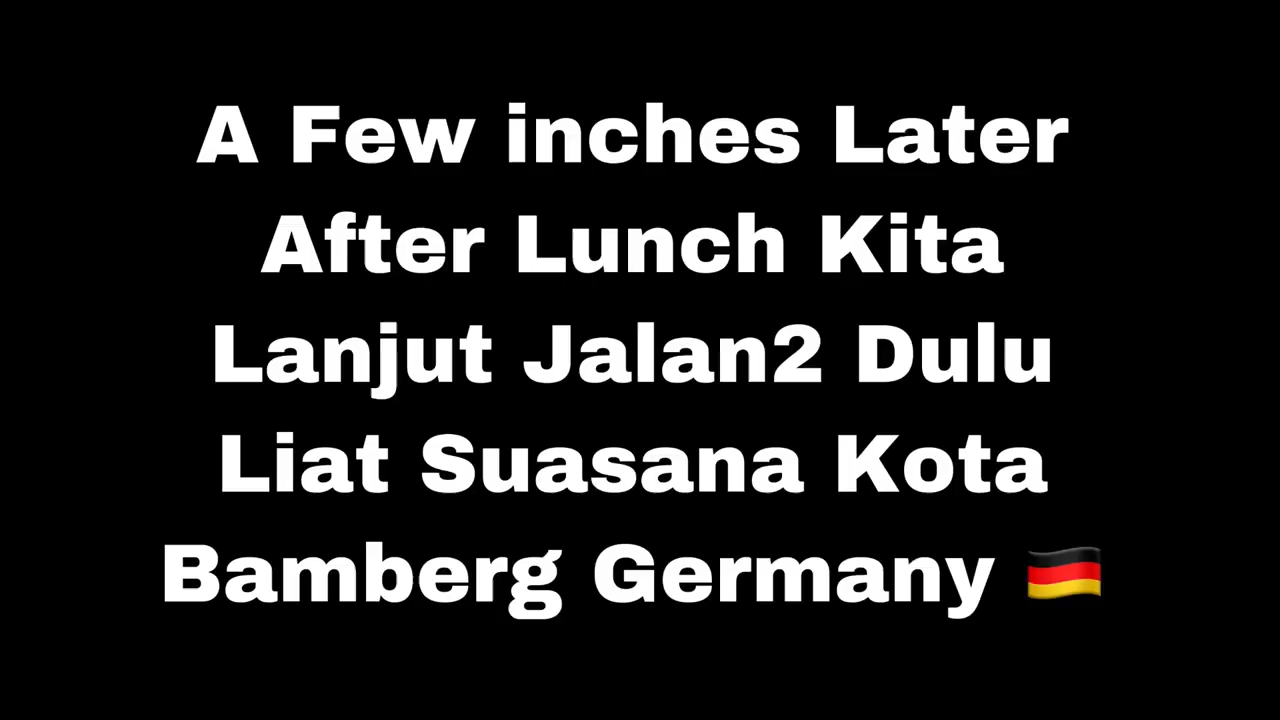 A Few inches Later
After Lunch Kita
Lanjut Jalan2 Dulu
Liat Suasana Kota
Bamberg Germany 🇩🇪